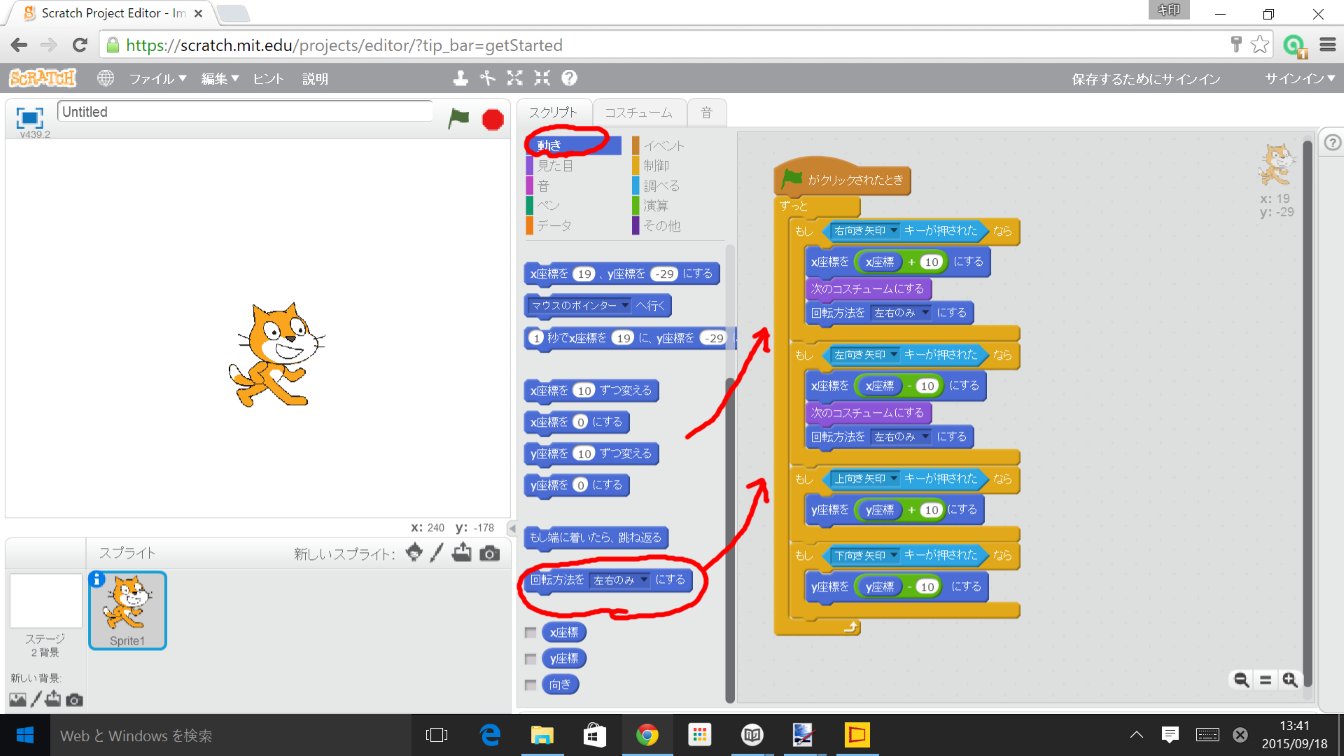 Scratch Project Editor - Im
キ印
https://scratch.mit.edu/projects/editor/?tip_bar=getStarted
SCRATCH ファイル 編集 ヒント 説明 保存するためにサインイン サインイン
Untitled
v439.2
スクリプト コスチューム 音
動き
見た目
音
ペン
データ
イベント
制御
調べる
演算
その他
x座標を 19 、y座標を -29 にする
マウスのポインター へ行く
1 秒でx座標を 19 に、y座標を -29
x座標を 10 ずつ変える
x座標を 0 にする
y座標を 10 ずつ変える
y座標を 0 にする
もし端に着いたら、跳ね返る
回転方法を 左右のみ にする
x座標
y座標
向き
がクリックされたとき
ずっと
もし 右向き矢印 キーが押された なら
x座標を x座標 + 10 にする
次のコスチュームにする
回転方法を 左右のみ にする
もし 左向き矢印 キーが押された なら
x座標を x座標 - 10 にする
次のコスチュームにする
回転方法を 左右のみ にする
もし 上向き矢印 キーが押された なら
y座標を y座標 + 10 にする
もし 下向き矢印 キーが押された なら
y座標を y座標 - 10 にする
x: 19
y: -29
x: 240 y: -178
スプライト 新しいスプライト:
Sprite1
ステージ
2 背景
新しい背景:
Web と Windows を検索
13:41
2015/09/18